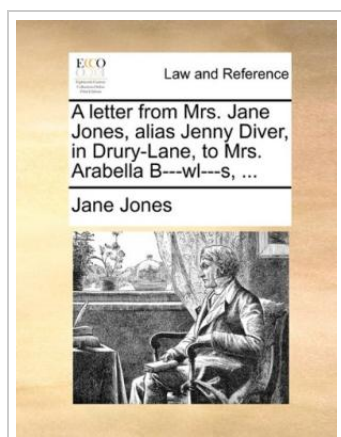 ECCO
Law and Reference
A letter from Mrs. Jane
Jones, alias Jenny Diver,
in Drury-Lane, to Mrs.
Arabella B---wl---s, ...
Jane Jones